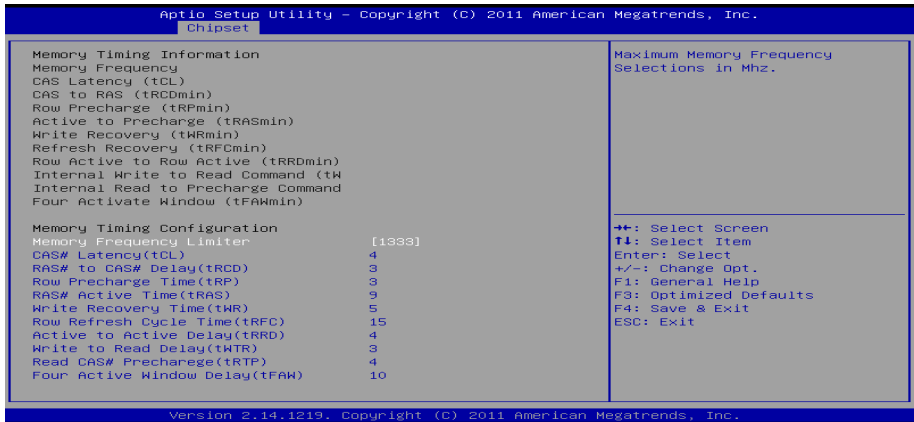 Aptio Setup Utility – Copyright (C) 2011 American Megatrends, Inc.
Chipset
Memory Timing Information
Memory Frequency
CAS Latency (tCL)
CAS to RAS (tRCDmin)
Row Precharge (tRPmin)
Active to Precharge (tRASmin)
Write Recovery (tWRmin)
Refresh Recovery (tRFCmin)
Row Active to Row Active (tRRDmin)
Internal Write to Read Command (tW
Internal Read to Precharge Command
Four Activate Window (tFAWmin)
Memory Timing Configuration
Memory Frequency Limiter [1333]
CAS# Latency(tCL) 4
RAS# to CAS# Delay(tRCD) 3
Row Precharge Time(tRP) 3
RAS# Active Time(tRAS) 9
Write Recovery Time(tWR) 5
Row Refresh Cycle Time(tRFC) 15
Active to Active Delay(tRRD) 4
Write to Read Delay(tWTR) 3
Read CAS# Precharege(tRTP) 4
Four Active Window Delay(tFAW) 10
Maximum Memory Frequency
Selections in Mhz.
→←: Select Screen
↑↓: Select Item
Enter: Select
+/-: Change Opt.
F1: General Help
F3: Optimized Defaults
F4: Save & Exit
ESC: Exit
Version 2.14.1219. Copyright (C) 2011 American Megatrends, Inc.